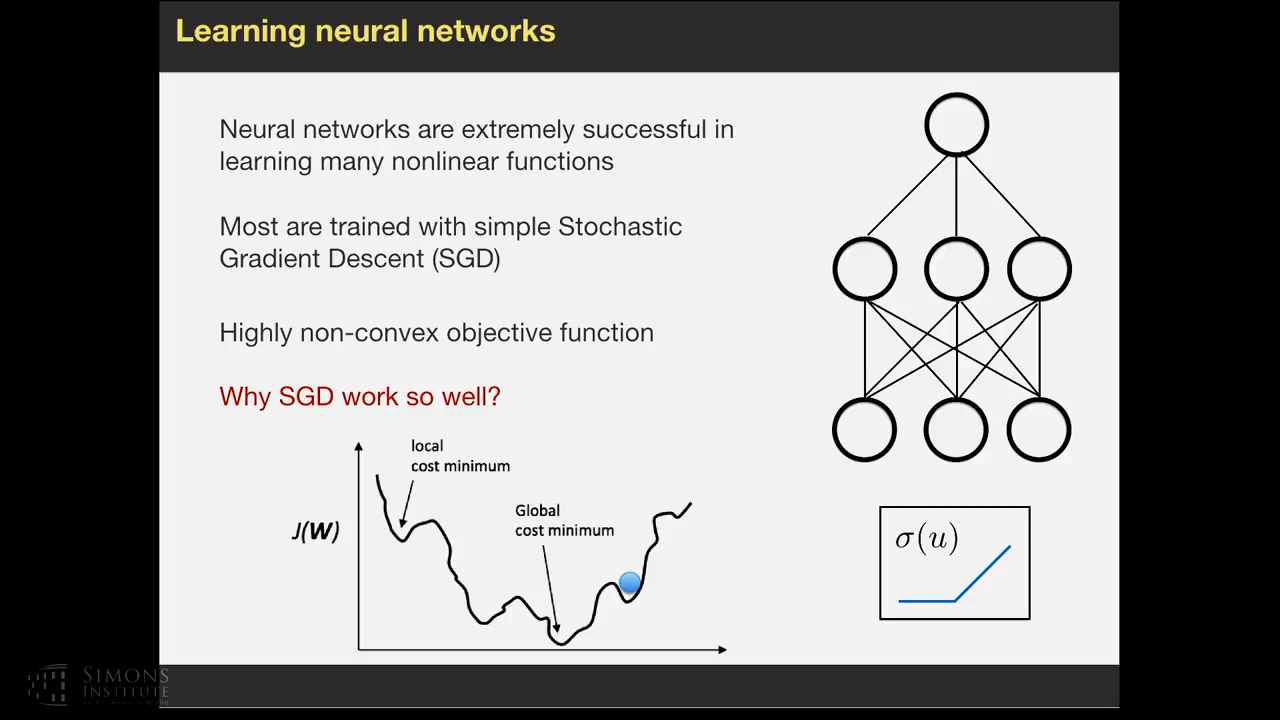 Learning neural networks
Neural networks are extremely successful in
learning many nonlinear functions
Most are trained with simple Stochastic
Gradient Descent (SGD)
Highly non-convex objective function
Why SGD work so well?
local
cost minimum
Global
cost minimum
J(W)
σ(u)
SIMONS
INSTITUTE